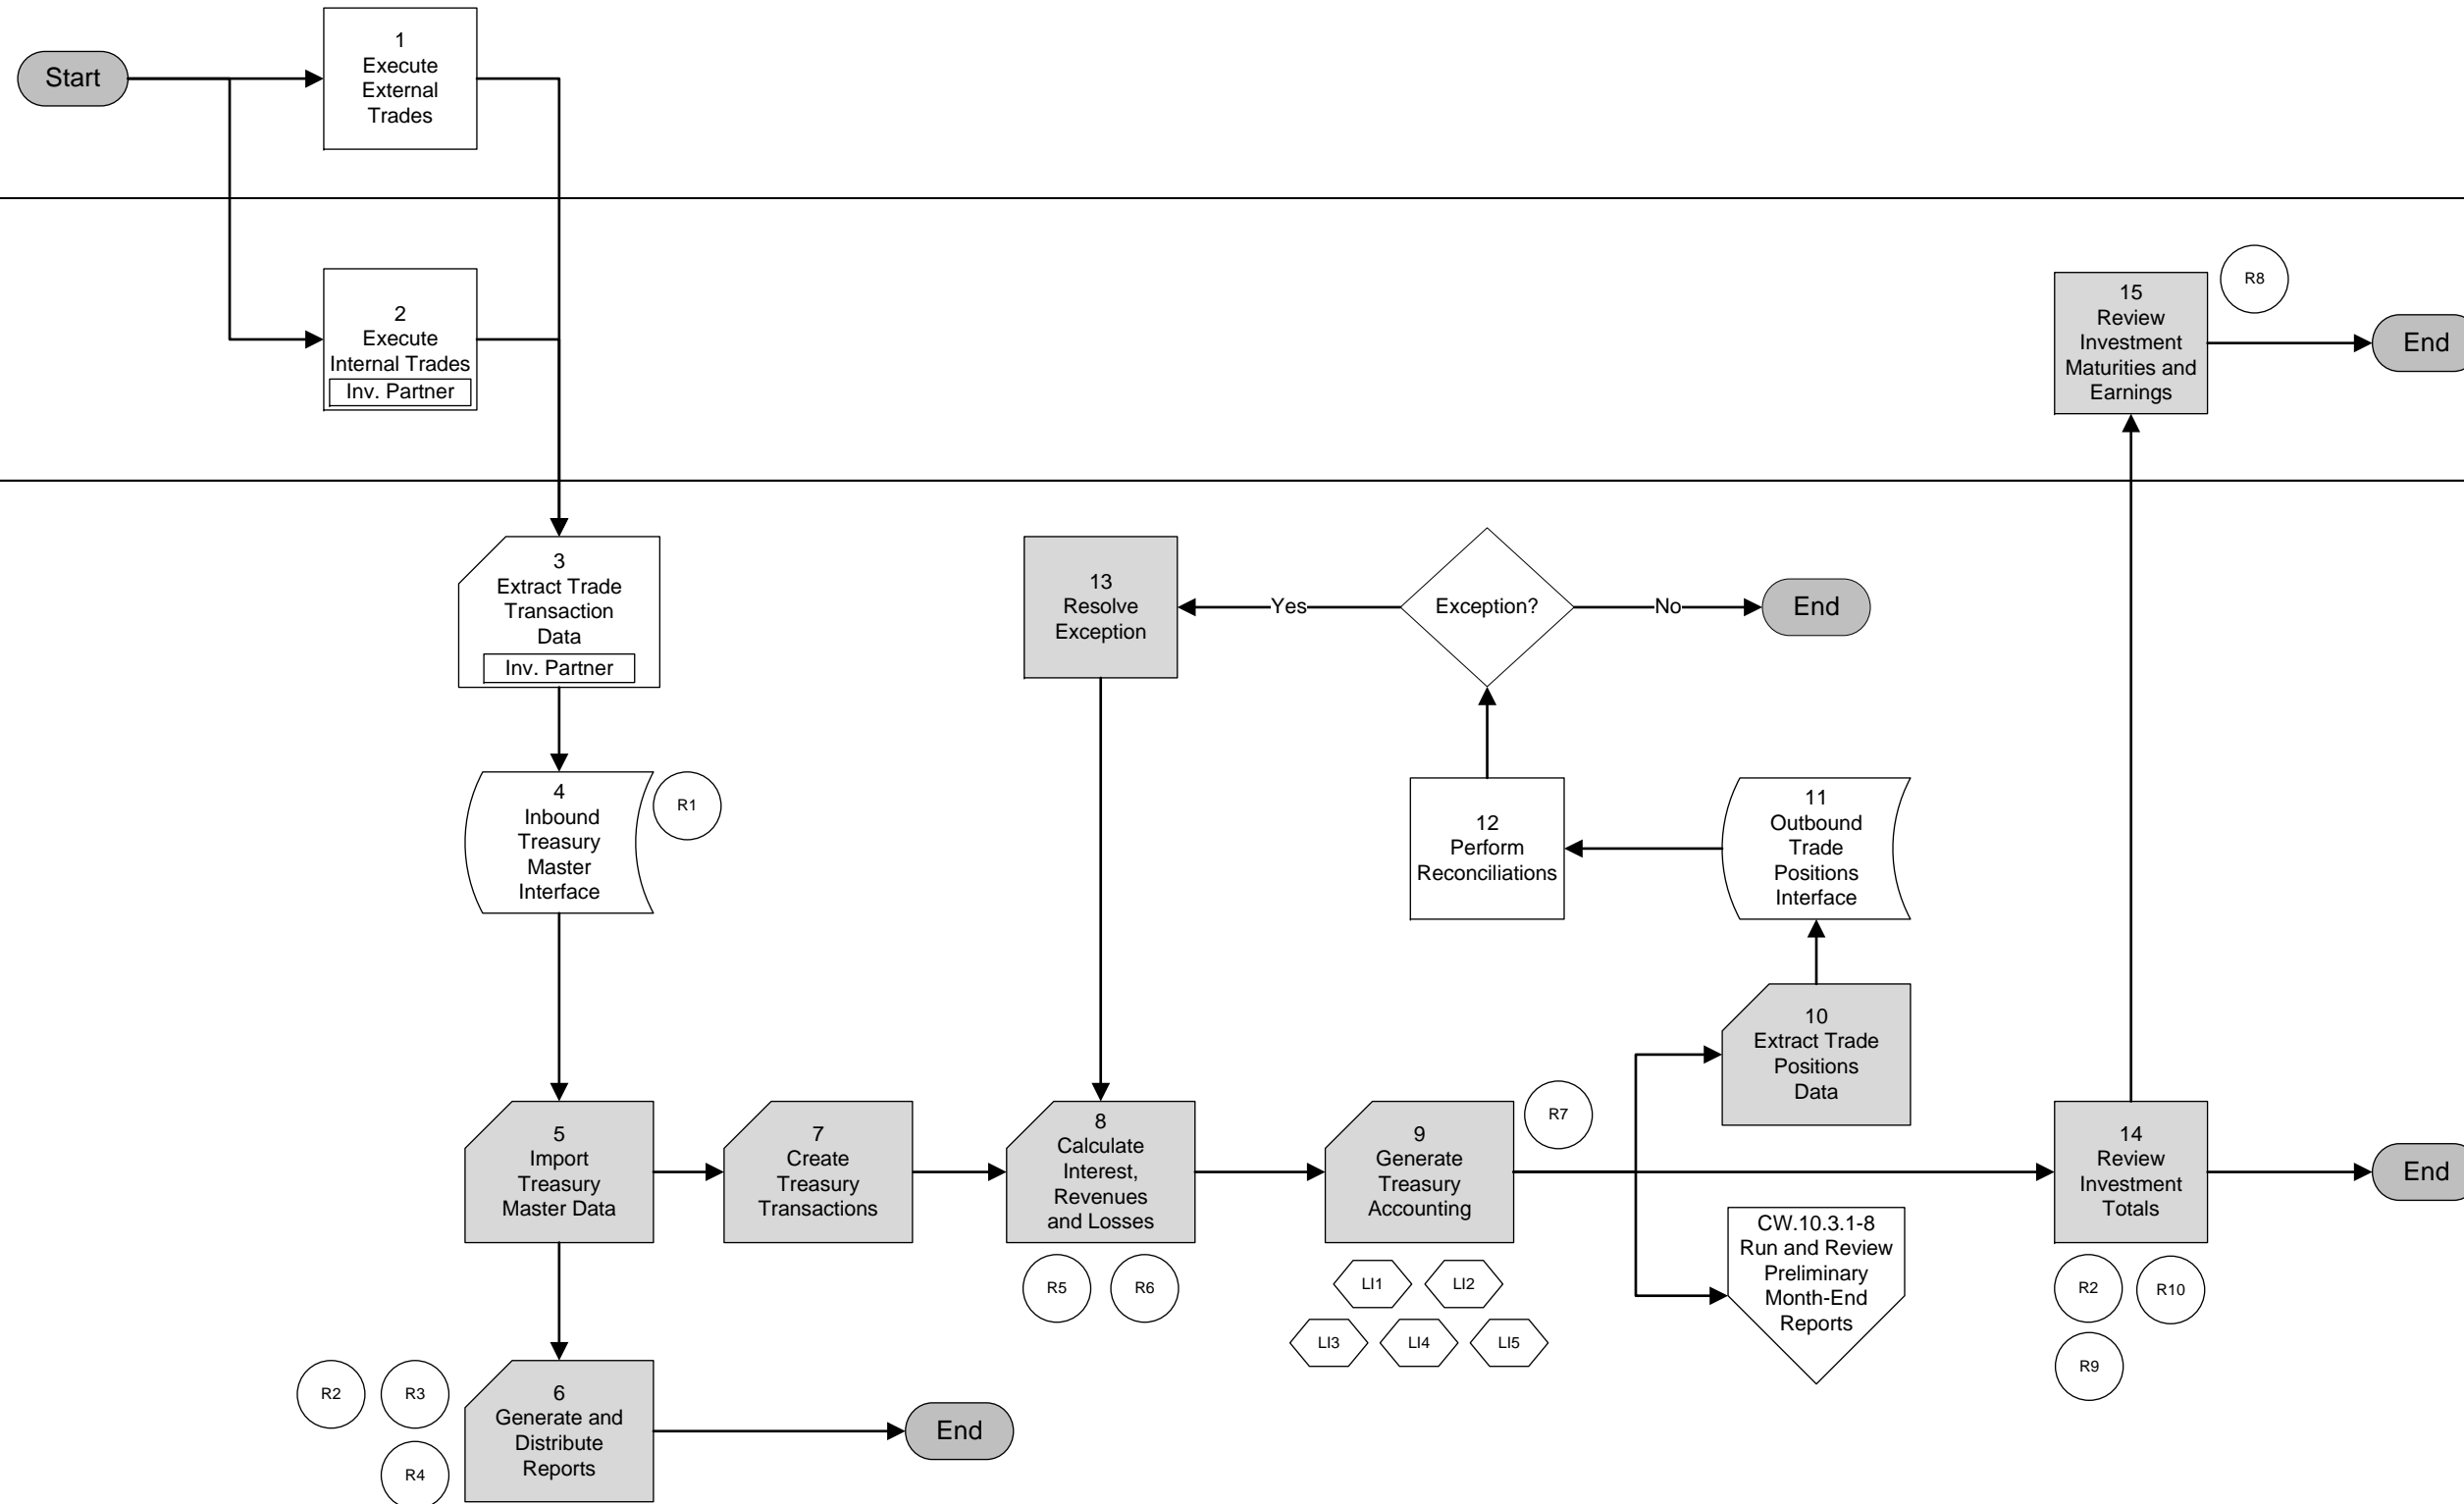 Start
1
Execute
External
Trades
2
Execute
Internal Trades
Inv. Partner
15
Review
Investment
Maturities and
Earnings
R8
End
3
Extract Trade
Transaction
Data
Inv. Partner
13
Resolve
Exception
Yes
Exception?
No
End
4
Inbound
Treasury
Master
Interface
R1
12
Perform
Reconciliations
11
Outbound
Trade
Positions
Interface
10
Extract Trade
Positions
Data
5
Import
Treasury
Master Data
7
Create
Treasury
Transactions
8
Calculate
Interest,
Revenues
and Losses
R5
R6
9
Generate
Treasury
Accounting
R7
LI1
LI2
LI3
LI4
LI5
CW.10.3.1-8
Run and Review
Preliminary
Month-End
Reports
14
Review
Investment
Totals
End
R2
R10
R9
R2
R3
R4
6
Generate and
Distribute
Reports
End